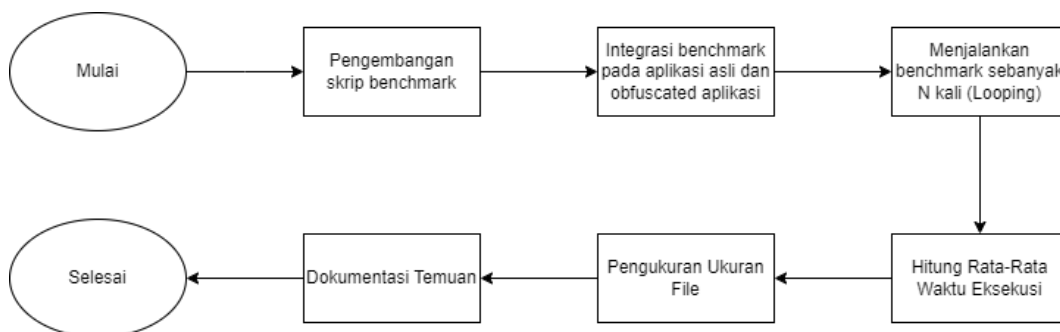 Mulai
Pengembangan
skrip benchmark
Integrasi benchmark
pada aplikasi asli dan
obfuscated aplikasi
Menjalankan
benchmark sebanyak
N kali (Looping)
Hitung Rata-Rata
Waktu Eksekusi
Pengukuran Ukuran
File
Dokumentasi Temuan
Selesai